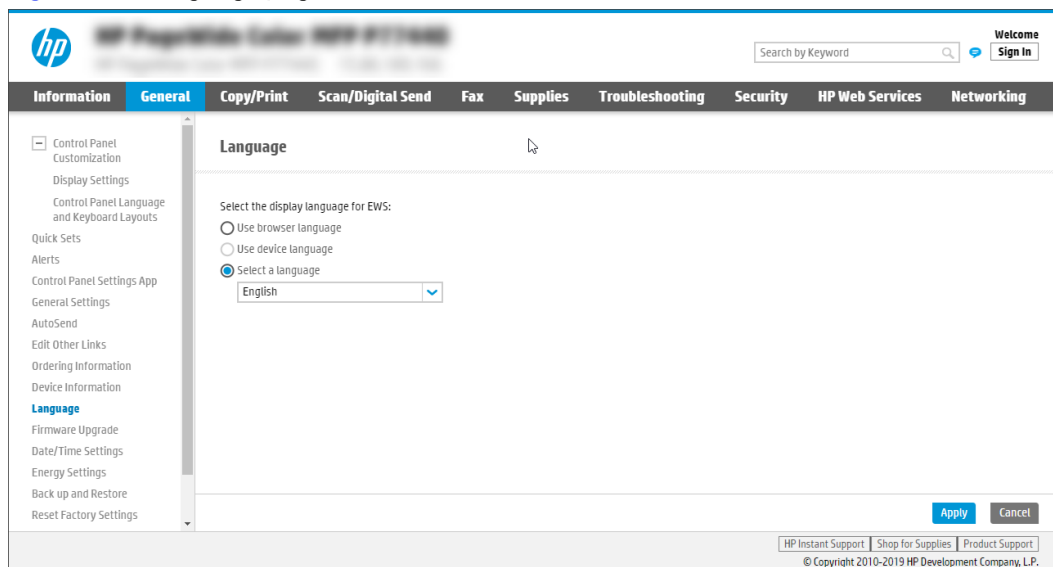 hp
Welcome
Search by Keyword
Sign In
Information General Copy/Print Scan/Digital Send Fax Supplies Troubleshooting Security HP Web Services Networking
Control Panel
Customization
Display Settings
Control Panel Language
and Keyboard Layouts
Quick Sets
Alerts
Control Panel Settings App
General Settings
AutoSend
Edit Other Links
Ordering Information
Device Information
Language
Firmware Upgrade
Date/Time Settings
Energy Settings
Back up and Restore
Reset Factory Settings
Language
Select the display language for EWS:
Use browser language
Use device language
Select a language
English
Apply Cancel
HP Instant Support Shop for Supplies Product Support
© Copyright 2010-2019 HP Development Company, L.P.